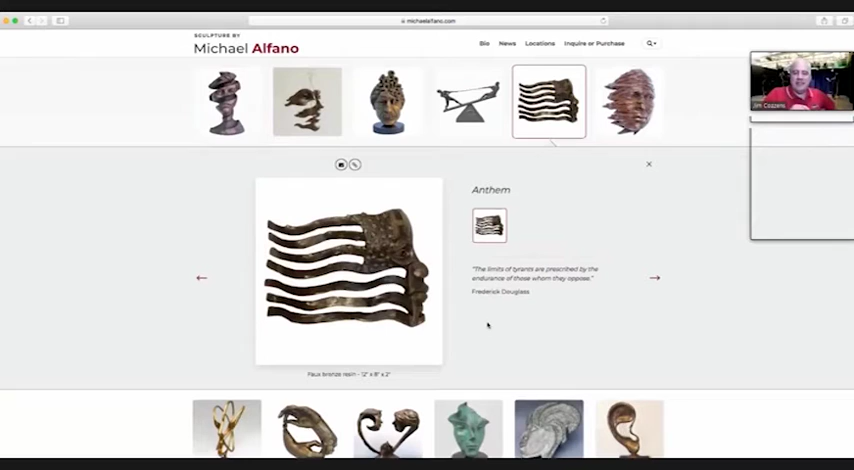 michaelalfano.com
SCULPTURE BY
Michael Alfano
Bio News Locations Inquire or Purchase
Jim Cozzens
Anthem
"The limits of tyrants are prescribed by the
endurance of those whom they oppose."
Frederick Douglass
Faux bronze resin - 12" x 8" x 2"